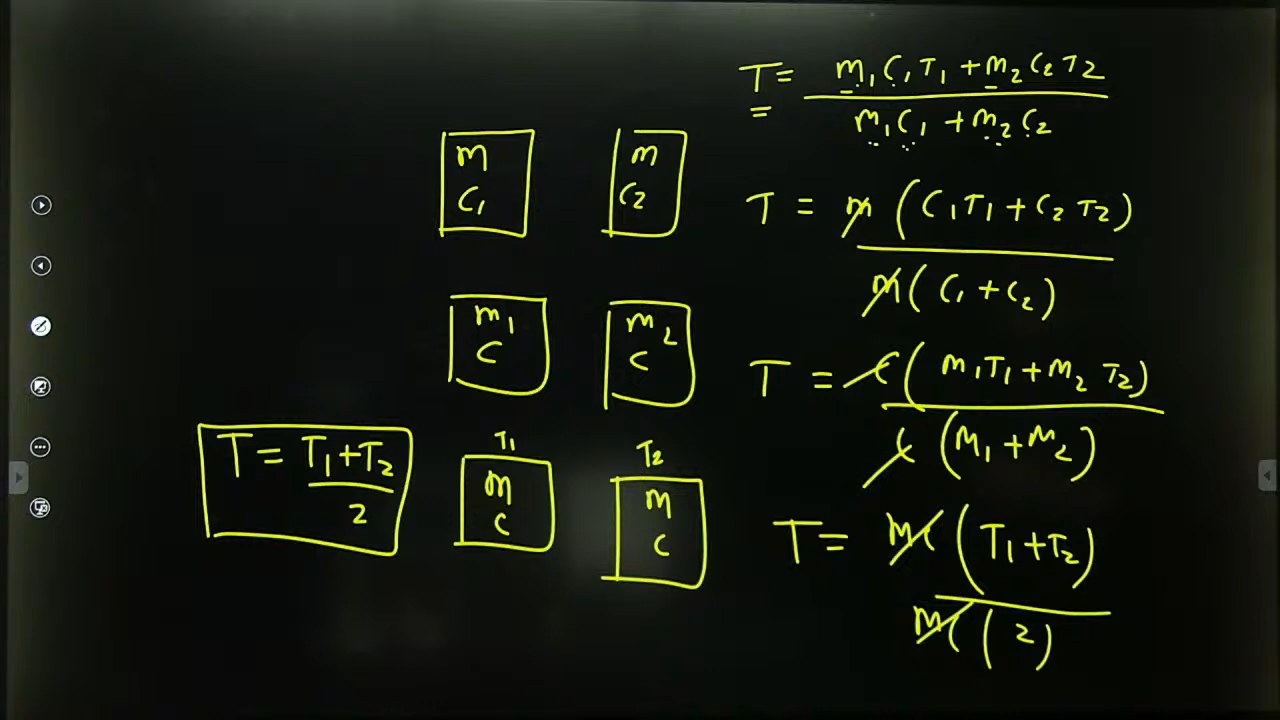 T = m₁C₁T₁ + m₂C₂T₂
m₁C₁ + m₂C₂
m
C₁
m
C₂
T = m (C₁T₁ + C₂T₂)
m (C₁ + C₂)
m₁
C
m₂
C
T = C (m₁T₁ + m₂T₂)
C (M₁ + M₂)
T = T₁ + T₂
2
T₁
m
C
T₂
m
C
T = MC (T₁ + T₂)
MC (2)